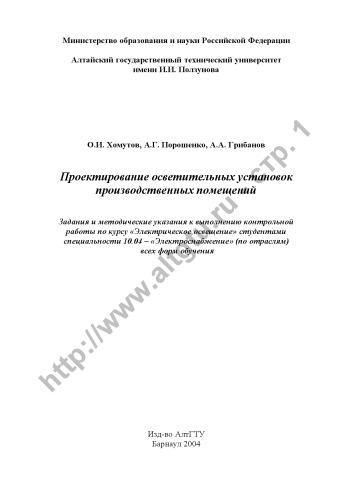 Министерство образования и науки Российской Федерации
Алтайский государственный технический университет
имени И.И. Ползунова
О.И. Хомутов, А.Г. Порошенко, А.А. Грибанов
Проектирование осветительных установок
производственных помещений
Задания и методические указания к выполнению контрольной
работы по курсу «Электрическое освещение» студентами
специальности 10.04 – «Электроснабжение» (по отраслям)
всех форм обучения
http://www.altgtu.ru стр. 1
Изд-во АлтГТУ
Барнаул 2004